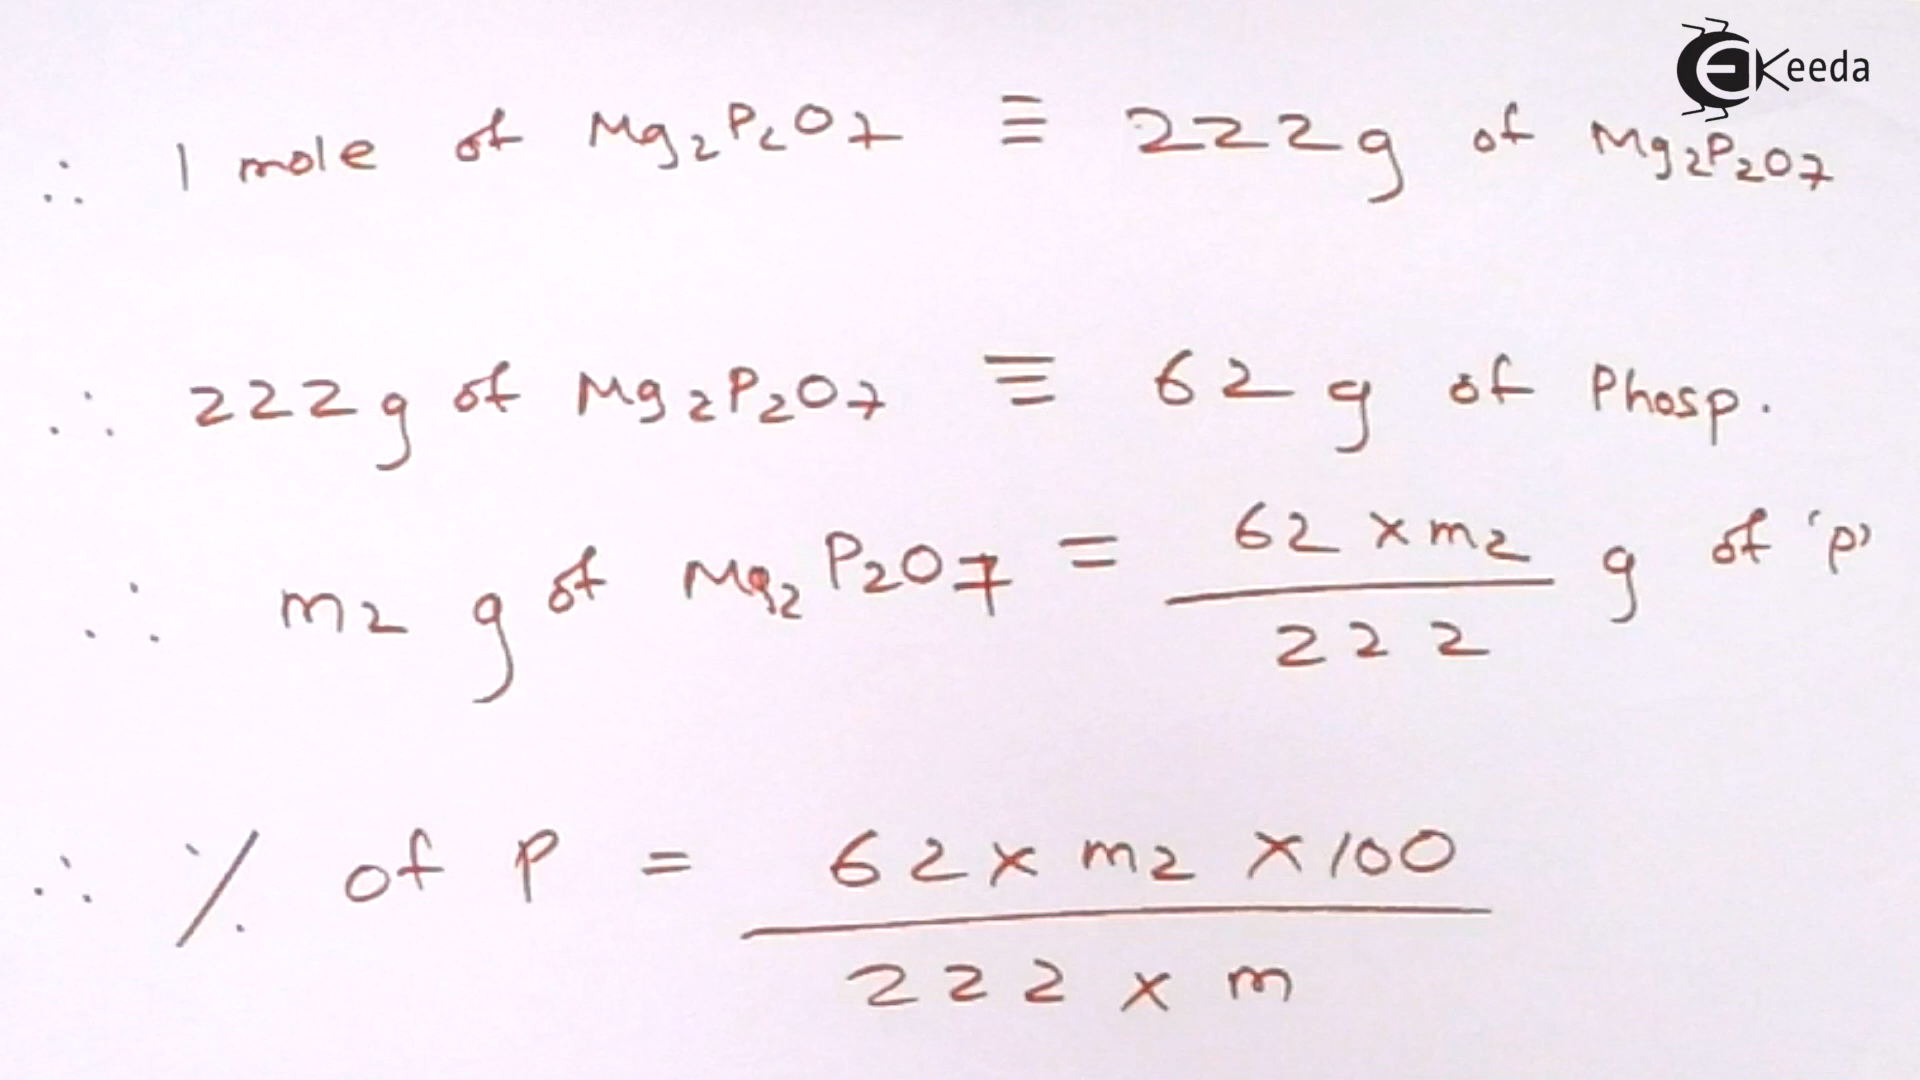 EKeeda
∴ 1 mole of Mg2P2O7 ≡ 222g of Mg2P2O7
∴ 222g of Mg2P2O7 ≡ 62 g of Phosp.
∴ m2 g of Mg2P2O7 = 62 x m2 / 222 g of 'p'
∴ % of P = 62 x m2 x 100 / 222 x m